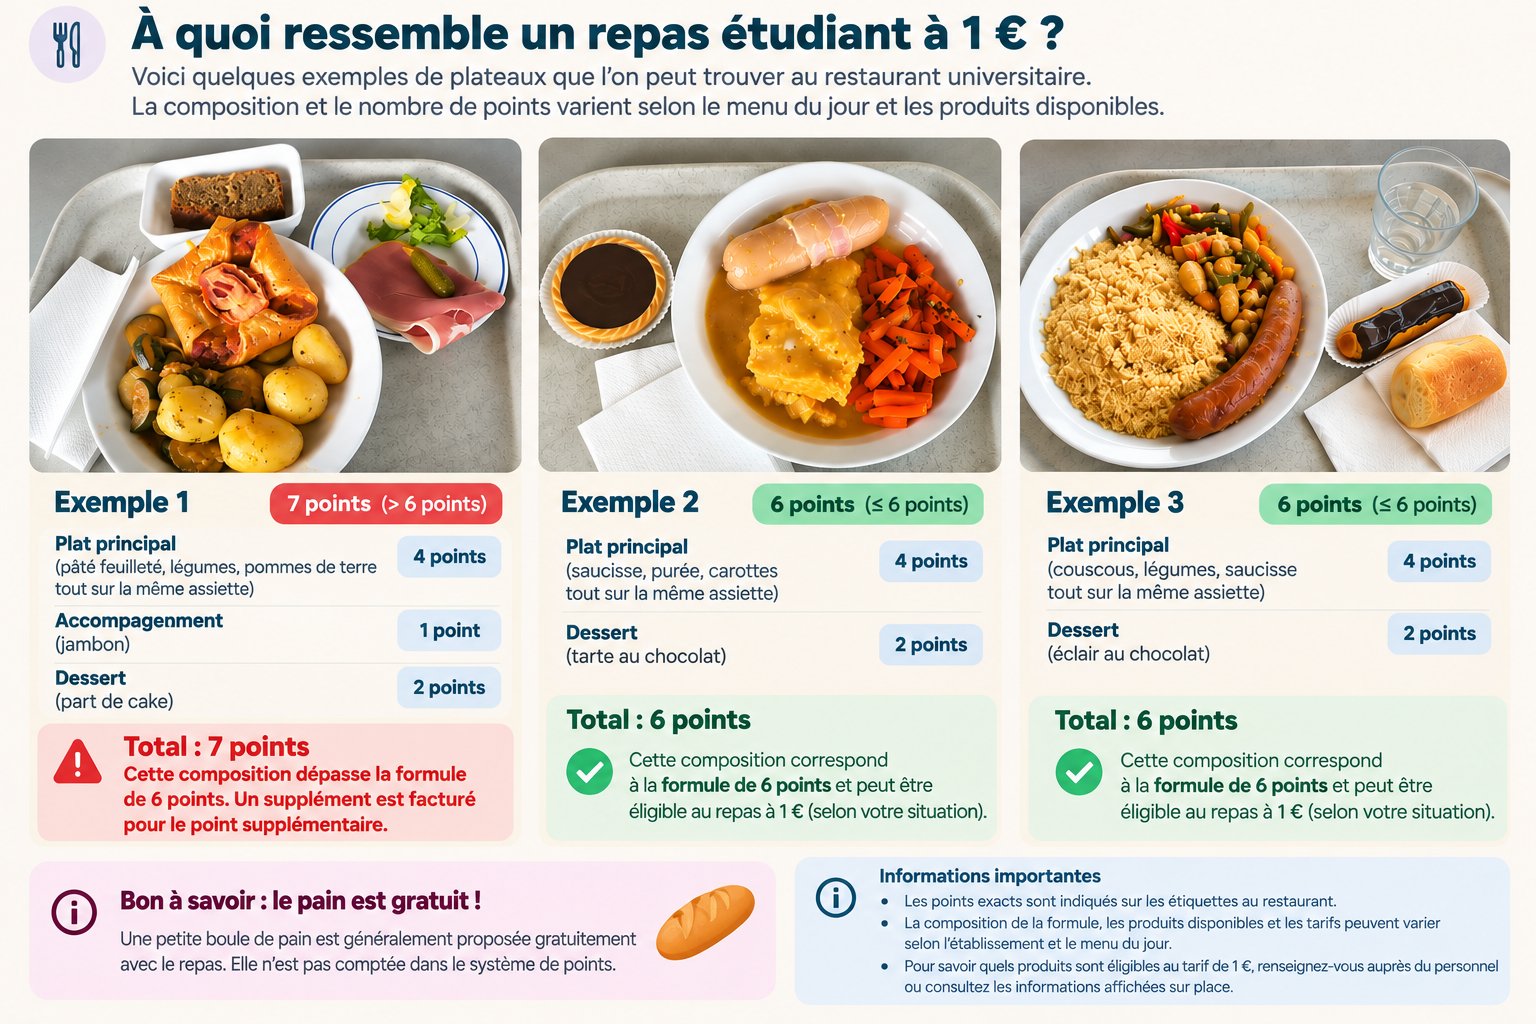 À quoi ressemble un repas étudiant à 1 € ?
Voici quelques exemples de plateaux que l'on peut trouver au restaurant universitaire.
La composition et le nombre de points varient selon le menu du jour et les produits disponibles.
Exemple 1
7 points (> 6 points)
Plat principal
(pâté feuilleté, légumes, pommes de terre
tout sur la même assiette)
4 points
Accompagenment
(jambon)
1 point
Dessert
(part de cake)
2 points
Total : 7 points
Cette composition dépasse la formule
de 6 points. Un supplément est facturé
pour le point supplémentaire.
Exemple 2
6 points (≤ 6 points)
Plat principal
(saucisse, purée, carottes
tout sur la même assiette)
4 points
Dessert
(tarte au chocolat)
2 points
Total : 6 points
Cette composition correspond
à la formule de 6 points et peut être
éligible au repas à 1 € (selon votre situation).
Exemple 3
6 points (≤ 6 points)
Plat principal
(couscous, légumes, saucisse
tout sur la même assiette)
4 points
Dessert
(éclair au chocolat)
2 points
Total : 6 points
Cette composition correspond
à la formule de 6 points et peut être
éligible au repas à 1 € (selon votre situation).
Bon à savoir : le pain est gratuit !
Une petite boule de pain est généralement proposée gratuitement
avec le repas. Elle n'est pas comptée dans le système de points.
Informations importantes
• Les points exacts sont indiqués sur les étiquettes au restaurant.
• La composition de la formule, les produits disponibles et les tarifs peuvent varier
selon l'établissement et le menu du jour.
• Pour savoir quels produits sont éligibles au tarif de 1 €, renseignez-vous auprès du personnel
ou consultez les informations affichées sur place.